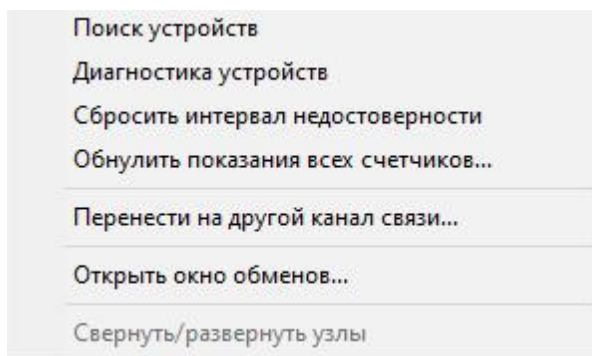 Поиск устройств
Диагностика устройств
Сбросить интервал недостоверности
Обнулить показания всех счетчиков...
Перенести на другой канал связи...
Открыть окно обменов...
Свернуть/развернуть узлы